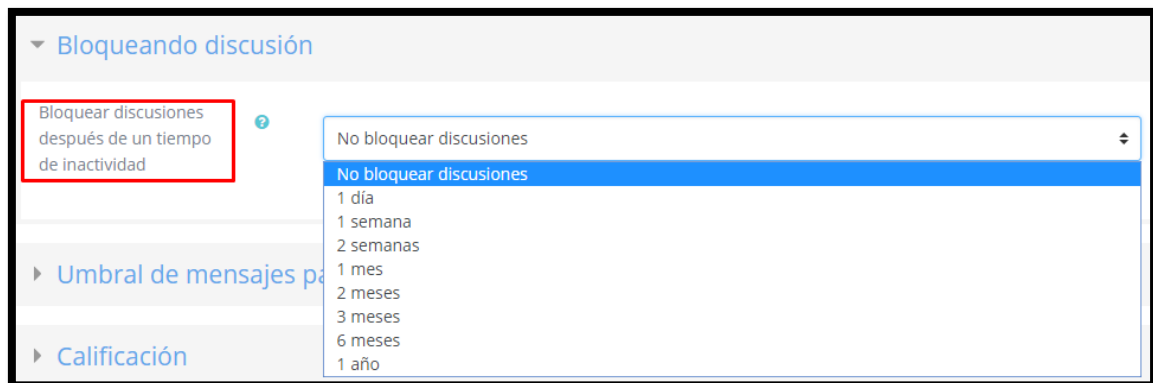 Bloqueando discusión
Bloquear discusiones
después de un tiempo
de inactividad
No bloquear discusiones
No bloquear discusiones
1 día
1 semana
2 semanas
1 mes
2 meses
3 meses
6 meses
1 año
Umbral de mensajes
Calificación